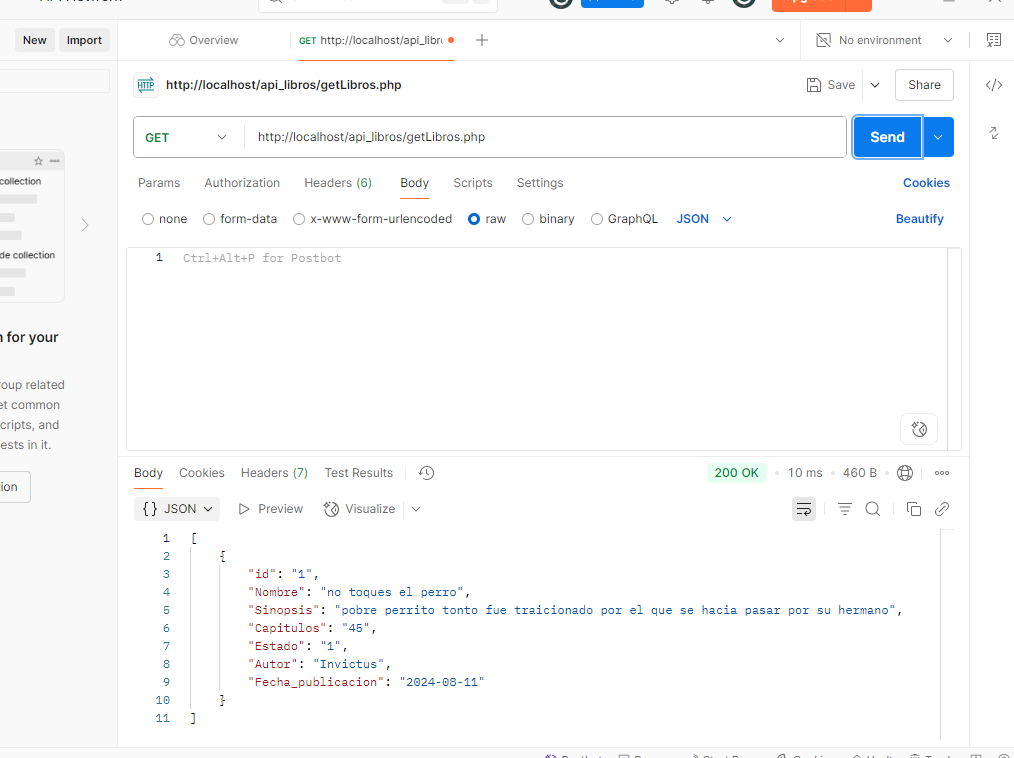 New Import Overview GET http://localhost/api_libr No environment
http://localhost/api_libros/getLibros.php Save Share
GET http://localhost/api_libros/getLibros.php Send
Params Authorization Headers (6) Body Scripts Settings Cookies
none form-data x-www-form-urlencoded raw binary GraphQL JSON Beautify
1 Ctrl+Alt+P for Postbot
collection
de collection
for your
roup related
et common
cripts, and
ests in it.
ion
Body Cookies Headers (7) Test Results 200 OK • 10 ms • 460 B •
{} JSON Preview Visualize
1 [
2 {
3 "id": "1",
4 "Nombre": "no toques el perro",
5 "Sinopsis": "pobre perrito tonto fue traicionado por el que se hacia pasar por su hermano",
6 "Capitulos": "45",
7 "Estado": "1",
8 "Autor": "Invictus",
9 "Fecha_publicacion": "2024-08-11"
10 }
11 ]